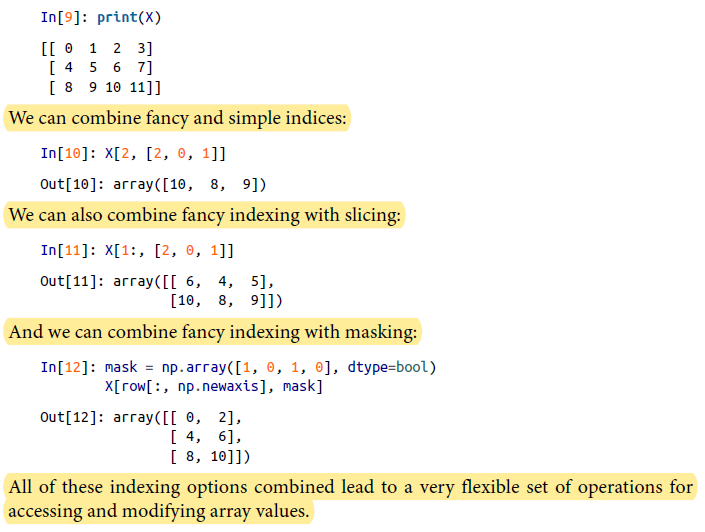 In[9]: print(X)
[[ 0  1  2  3]
 [ 4  5  6  7]
 [ 8  9 10 11]]
We can combine fancy and simple indices:
In[10]: X[2, [2, 0, 1]]
Out[10]: array([10,  8,  9])
We can also combine fancy indexing with slicing:
In[11]: X[1:, [2, 0, 1]]
Out[11]: array([[ 6,  4,  5],
               [10,  8,  9]])
And we can combine fancy indexing with masking:
In[12]: mask = np.array([1, 0, 1, 0], dtype=bool)
        X[row[:, np.newaxis], mask]
Out[12]: array([[ 0,  2],
               [ 4,  6],
               [ 8, 10]])
All of these indexing options combined lead to a very flexible set of operations for
accessing and modifying array values.